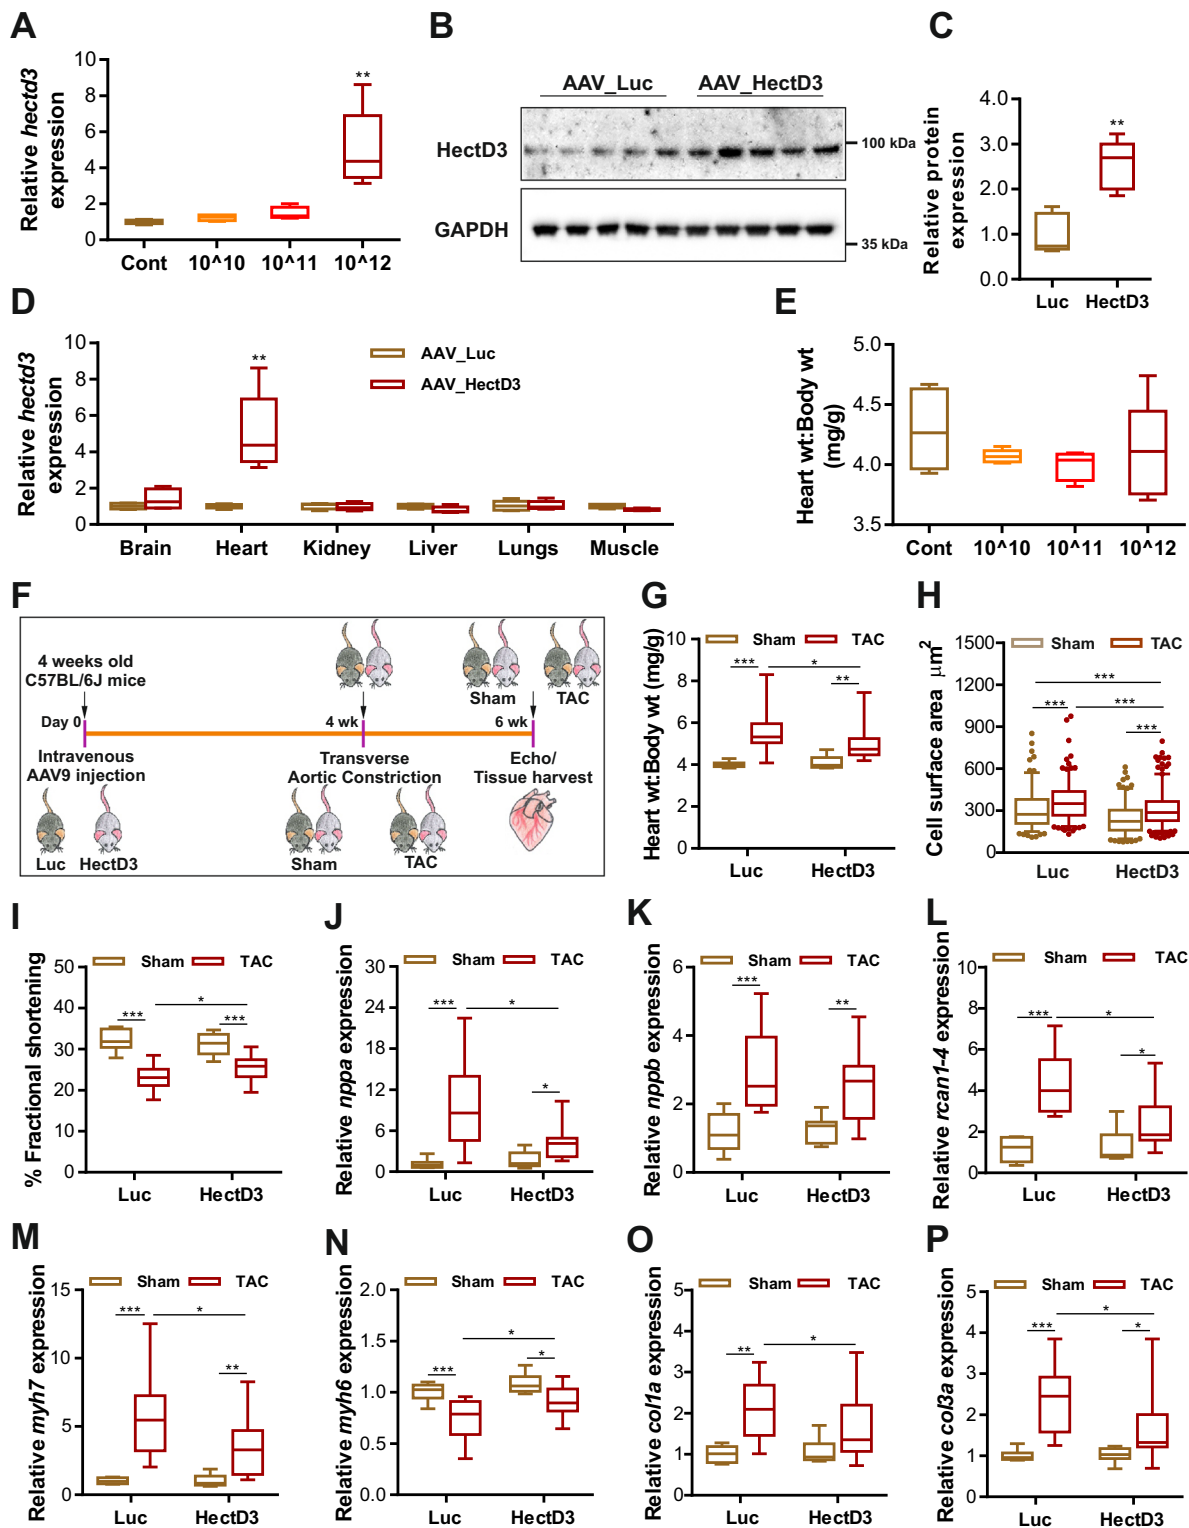 A
Relative hectd3
expression
10
8
6
4
2
0
**
Cont 10^10 10^11 10^12
B
AAV_Luc AAV_HectD3
HectD3
100 kDa
GAPDH
35 kDa
C
Relative protein
expression
4.0
3.0
2.0
1.0
0.0
**
Luc HectD3
D
Relative hectd3
expression
10
8
6
4
2
0
**
AAV_Luc
AAV_HectD3
Brain Heart Kidney Liver Lungs Muscle
E
Heart wt:Body wt
(mg/g)
5.0
4.5
4.0
3.5
Cont 10^10 10^11 10^12
F
4 weeks old
C57BL/6J mice
Sham TAC
Day 0 4 wk 6 wk
Intravenous
AAV9 injection
Transverse
Aortic Constriction
Echo/
Tissue harvest
Luc HectD3
Sham TAC
G
Heart wt:Body wt (mg/g)
10
8
6
4
2
0
Sham TAC
***
*
**
Luc HectD3
H
Cell surface area μm2
1500
1200
900
600
300
0
Sham TAC
***
***
***
***
Luc HectD3
I
% Fractional shortening
50
40
30
20
10
0
Sham TAC
*
***
***
Luc HectD3
J
Relative nppa expression
30
24
18
12
6
0
Sham TAC
***
*
*
Luc HectD3
K
Relative nppb expression
6
4
2
0
Sham TAC
***
**
Luc HectD3
L
Relative rcan1-4 expression
10
8
6
4
2
0
Sham TAC
***
*
*
Luc HectD3
M
Relative myh7 expression
15
10
5
0
Sham TAC
***
*
**
Luc HectD3
N
Relative myh6 expression
2.0
1.5
1.0
0.5
0.0
Sham TAC
*
***
*
Luc HectD3
O
Relative col1a expression
5
4
3
2
1
0
Sham TAC
**
*
Luc HectD3
P
Relative col3a expression
5
4
3
2
1
0
Sham TAC
*
***
*
Luc HectD3